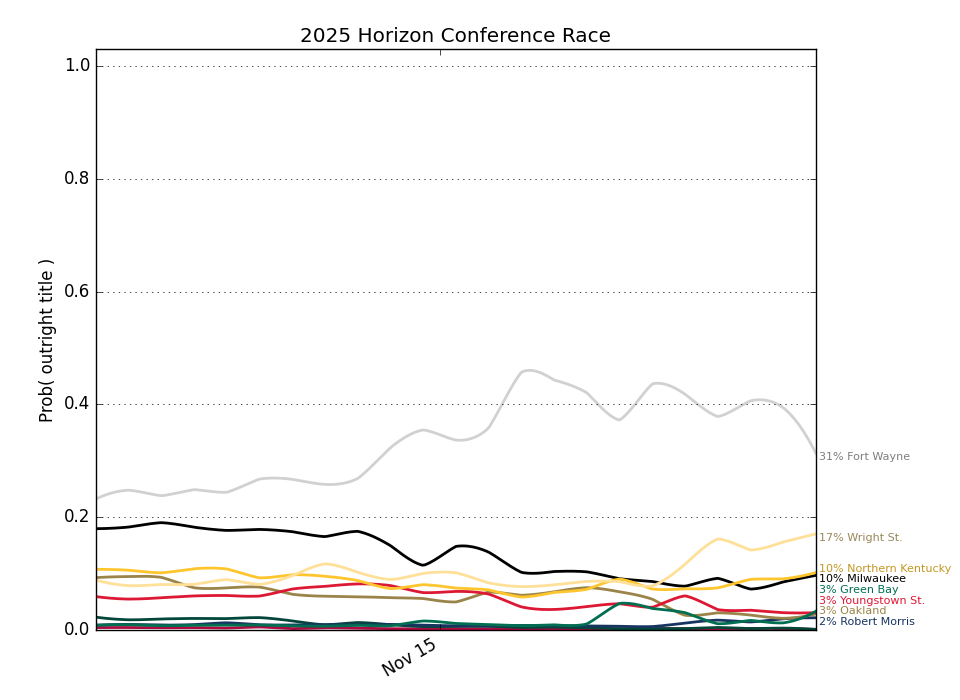 2025 Horizon Conference Race
1.0
0.8
0.6
0.4
0.2
0.0
Prob( outright title )
Nov 15
31% Fort Wayne
17% Wright St.
10% Northern Kentucky
10% Milwaukee
3% Green Bay
3% Youngstown St.
3% Oakland
2% Robert Morris